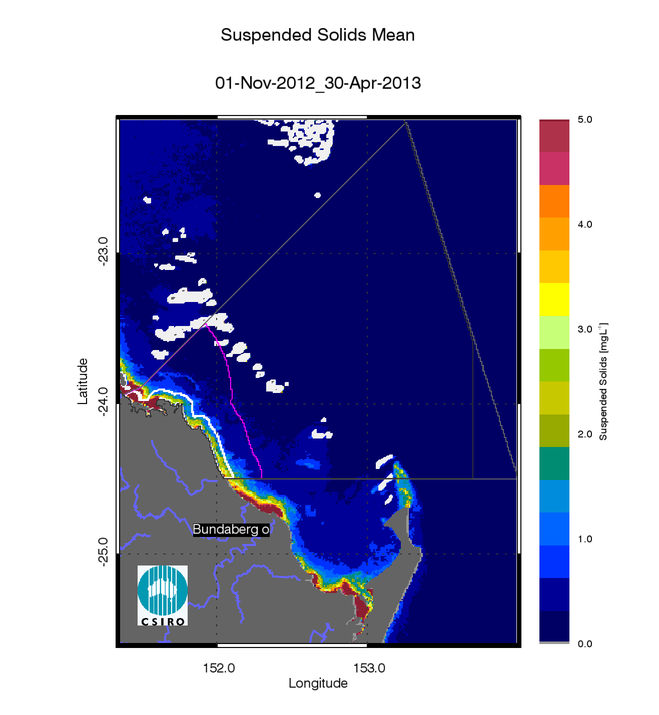 Suspended Solids Mean
01-Nov-2012_30-Apr-2013
5.0
4.0
3.0
2.0
1.0
0.0
Suspended Solids [mgL⁻¹]
-23.0
-24.0
-25.0
Latitude
Bundaberg o
CSIRO
152.0
153.0
Longitude